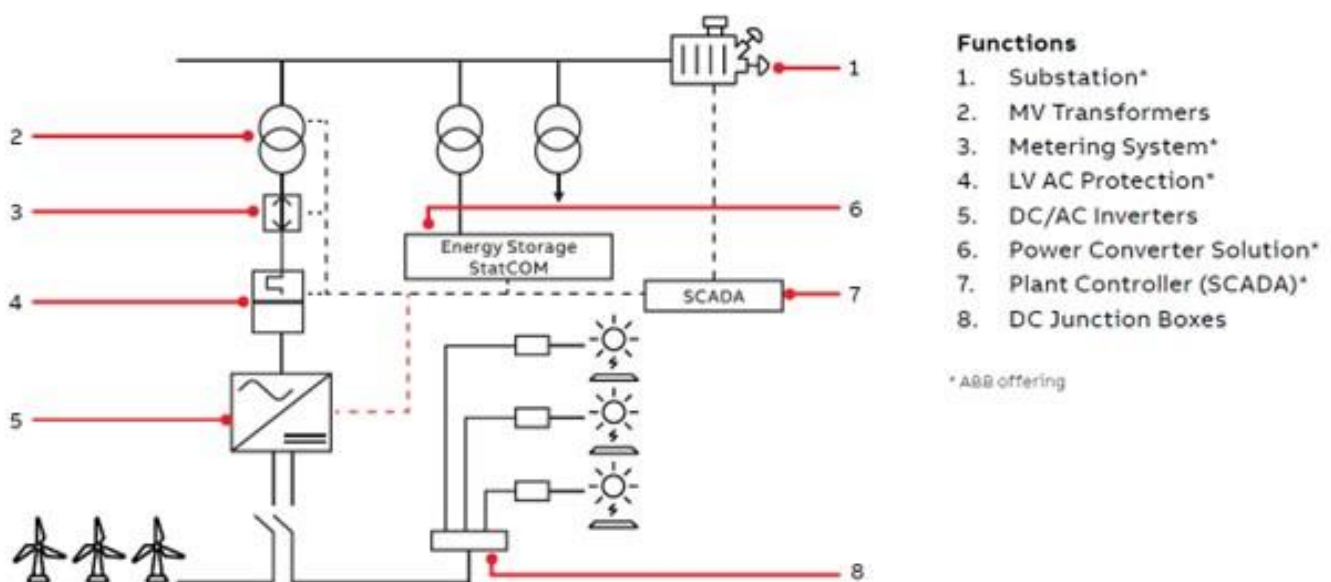 1
2
3
6
Energy Storage
StatCOM
4
SCADA
7
5
8
Functions
1. Substation*
2. MV Transformers
3. Metering System*
4. LV AC Protection*
5. DC/AC Inverters
6. Power Converter Solution*
7. Plant Controller (SCADA)*
8. DC Junction Boxes
* ABB offering